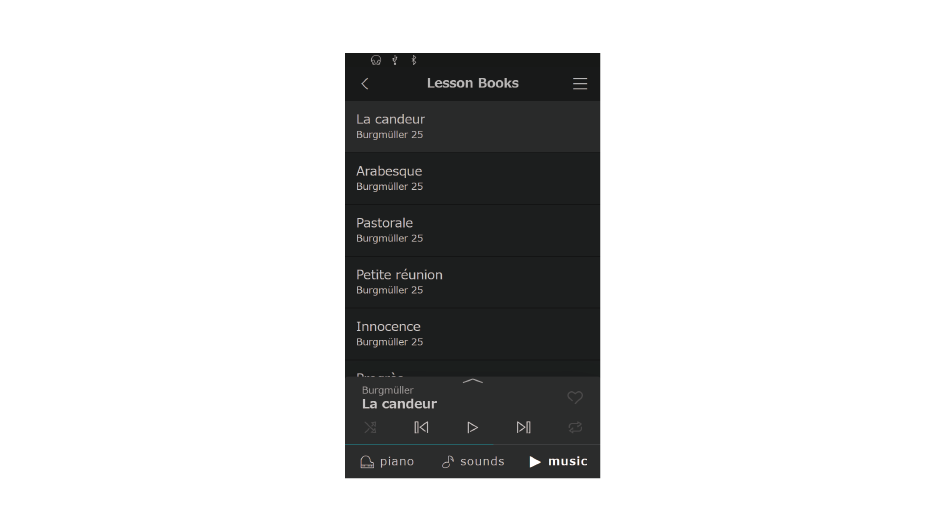 Lesson Books
La candeur
Burgmüller 25
Arabesque
Burgmüller 25
Pastorale
Burgmüller 25
Petite réunion
Burgmüller 25
Innocence
Burgmüller 25
Progrès
Burgmüller
La candeur
piano sounds music